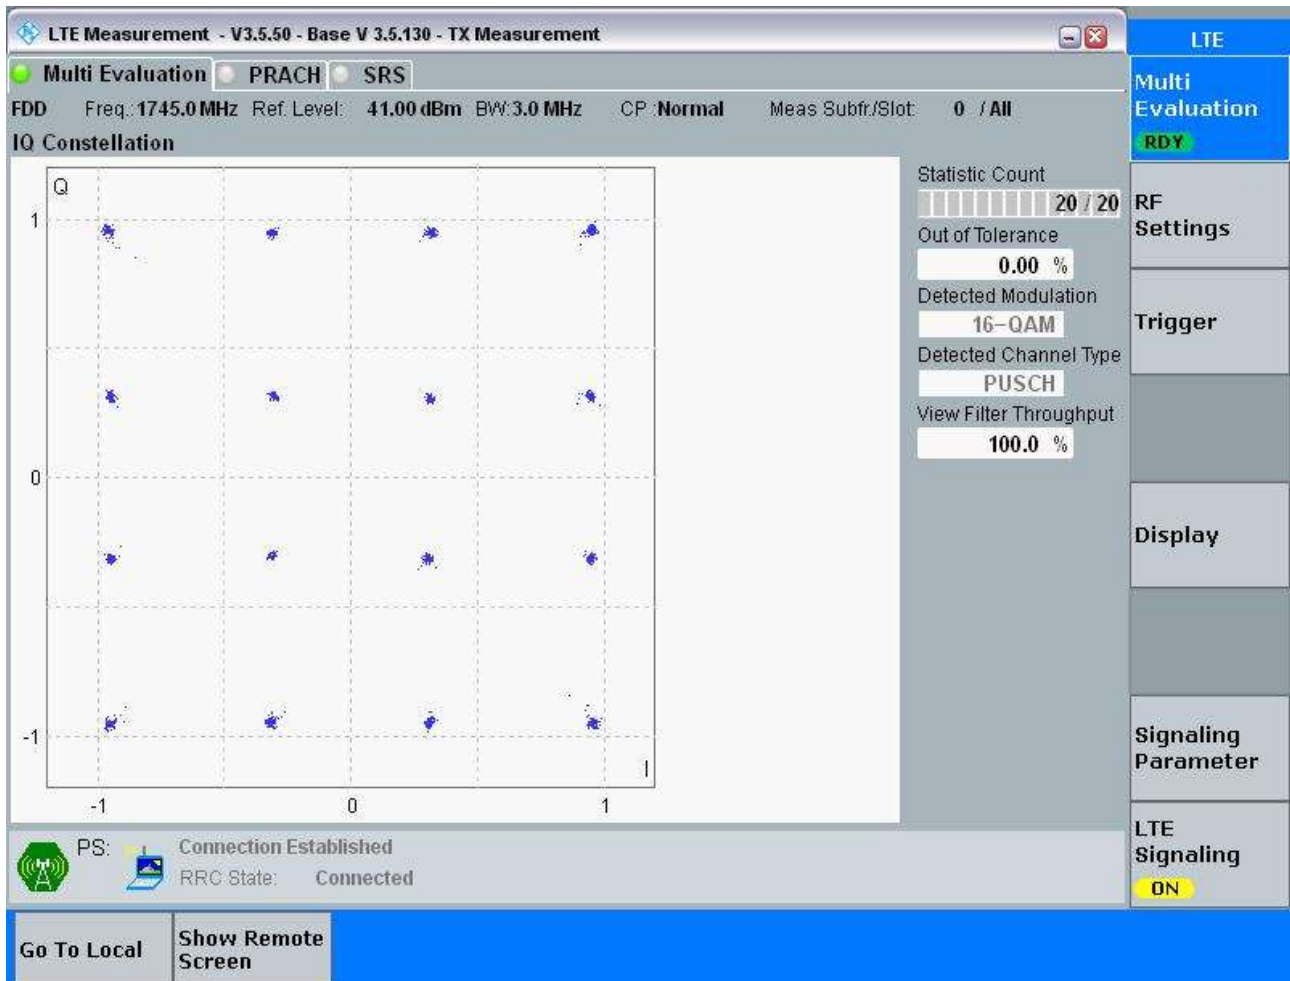 LTE Measurement - V3.5.50 - Base V 3.5.130 - TX Measurement
LTE
Multi Evaluation PRACH SRS
FDD Freq.:1745.0 MHz Ref. Level: 41.00 dBm BW:3.0 MHz CP :Normal Meas Subfr./Slot: 0 / All
IQ Constellation
Q
1
0
-1
-1 0 1
I
Statistic Count
20 / 20
Out of Tolerance
0.00 %
Detected Modulation
16-QAM
Detected Channel Type
PUSCH
View Filter Throughput
100.0 %
Multi
Evaluation
RDY
RF
Settings
Trigger
Display
Signaling
Parameter
LTE
Signaling
ON
PS: Connection Established
RRC State: Connected
Go To Local
Show Remote
Screen